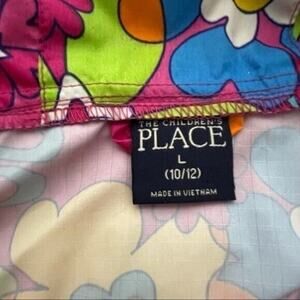 THE CHILDREN'S
PLACE
L
(10/12)
MADE IN VIETNAM